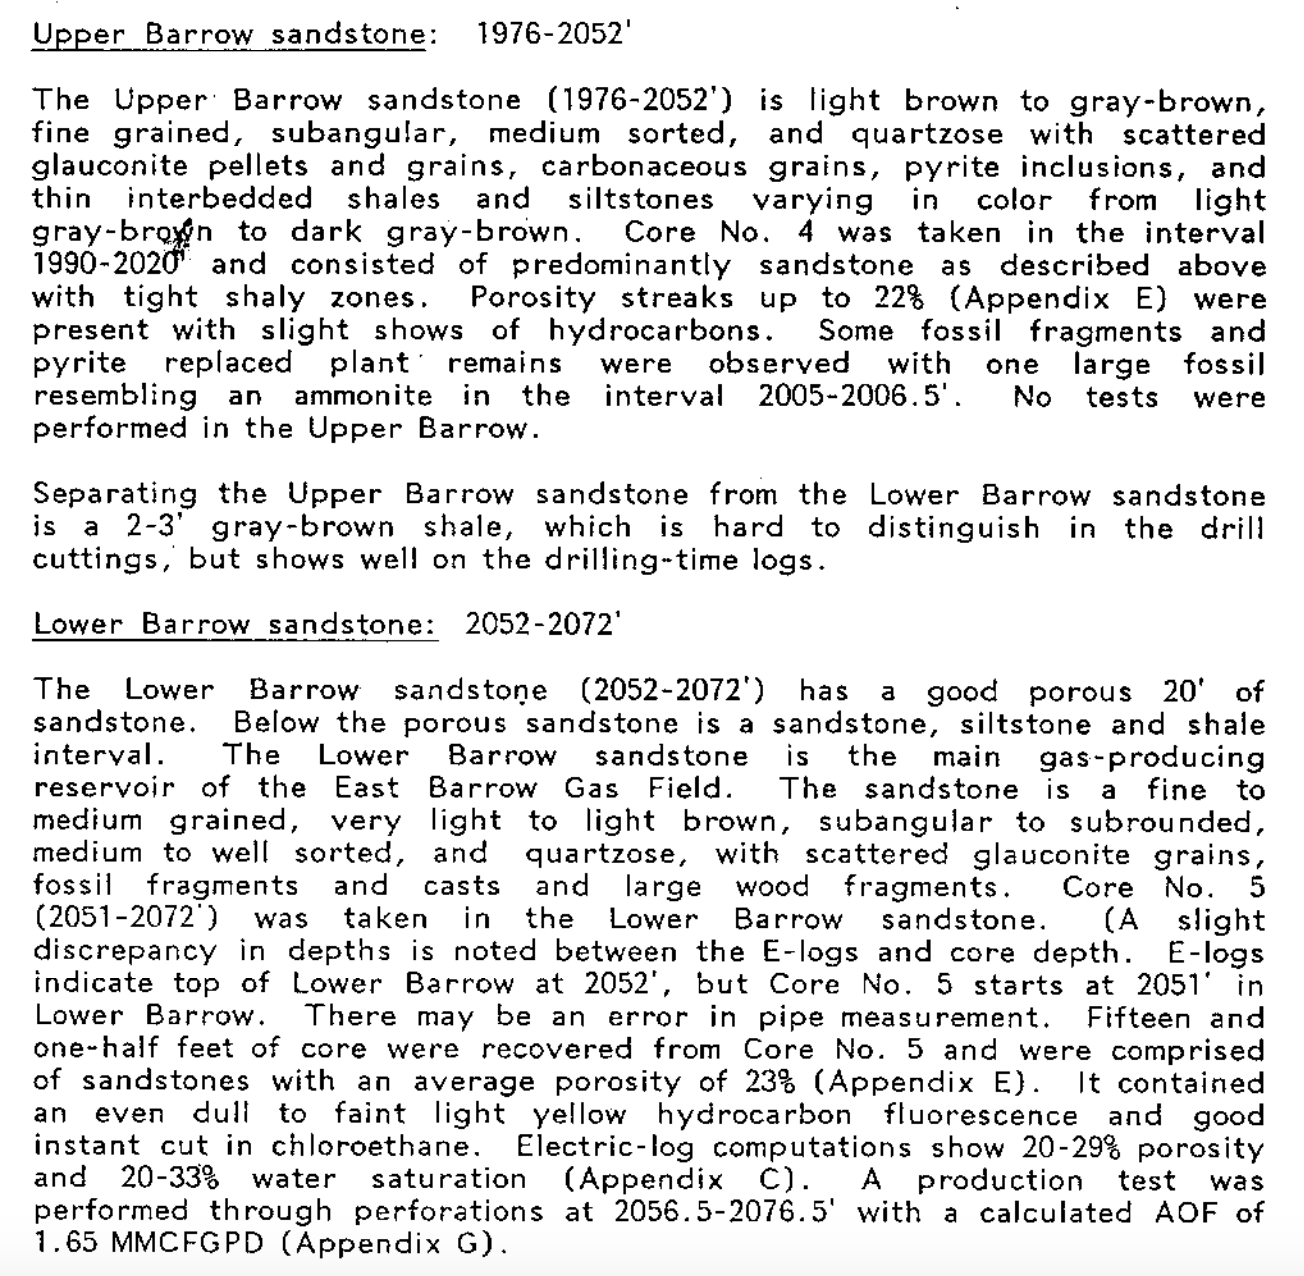 Upper Barrow sandstone: 1976-2052'
The Upper Barrow sandstone (1976-2052') is light brown to gray-brown,
fine grained, subangular, medium sorted, and quartzose with scattered
glauconite pellets and grains, carbonaceous grains, pyrite inclusions, and
thin interbedded shales and siltstones varying in color from light
gray-brown to dark gray-brown. Core No. 4 was taken in the interval
1990-2020' and consisted of predominantly sandstone as described above
with tight shaly zones. Porosity streaks up to 22% (Appendix E) were
present with slight shows of hydrocarbons. Some fossil fragments and
pyrite replaced plant remains were observed with one large fossil
resembling an ammonite in the interval 2005-2006.5'. No tests were
performed in the Upper Barrow.
Separating the Upper Barrow sandstone from the Lower Barrow sandstone
is a 2-3' gray-brown shale, which is hard to distinguish in the drill
cuttings, but shows well on the drilling-time logs.
Lower Barrow sandstone: 2052-2072'
The Lower Barrow sandstone (2052-2072') has a good porous 20' of
sandstone. Below the porous sandstone is a sandstone, siltstone and shale
interval. The Lower Barrow sandstone is the main gas-producing
reservoir of the East Barrow Gas Field. The sandstone is a fine to
medium grained, very light to light brown, subangular to subrounded,
medium to well sorted, and quartzose, with scattered glauconite grains,
fossil fragments and casts and large wood fragments. Core No. 5
(2051-2072') was taken in the Lower Barrow sandstone. (A slight
discrepancy in depths is noted between the E-logs and core depth. E-logs
indicate top of Lower Barrow at 2052', but Core No. 5 starts at 2051' in
Lower Barrow. There may be an error in pipe measurement. Fifteen and
one-half feet of core were recovered from Core No. 5 and were comprised
of sandstones with an average porosity of 23% (Appendix E). It contained
an even dull to faint light yellow hydrocarbon fluorescence and good
instant cut in chloroethane. Electric-log computations show 20-29% porosity
and 20-33% water saturation (Appendix C). A production test was
performed through perforations at 2056.5-2076.5' with a calculated AOF of
1.65 MMCFGPD (Appendix G).